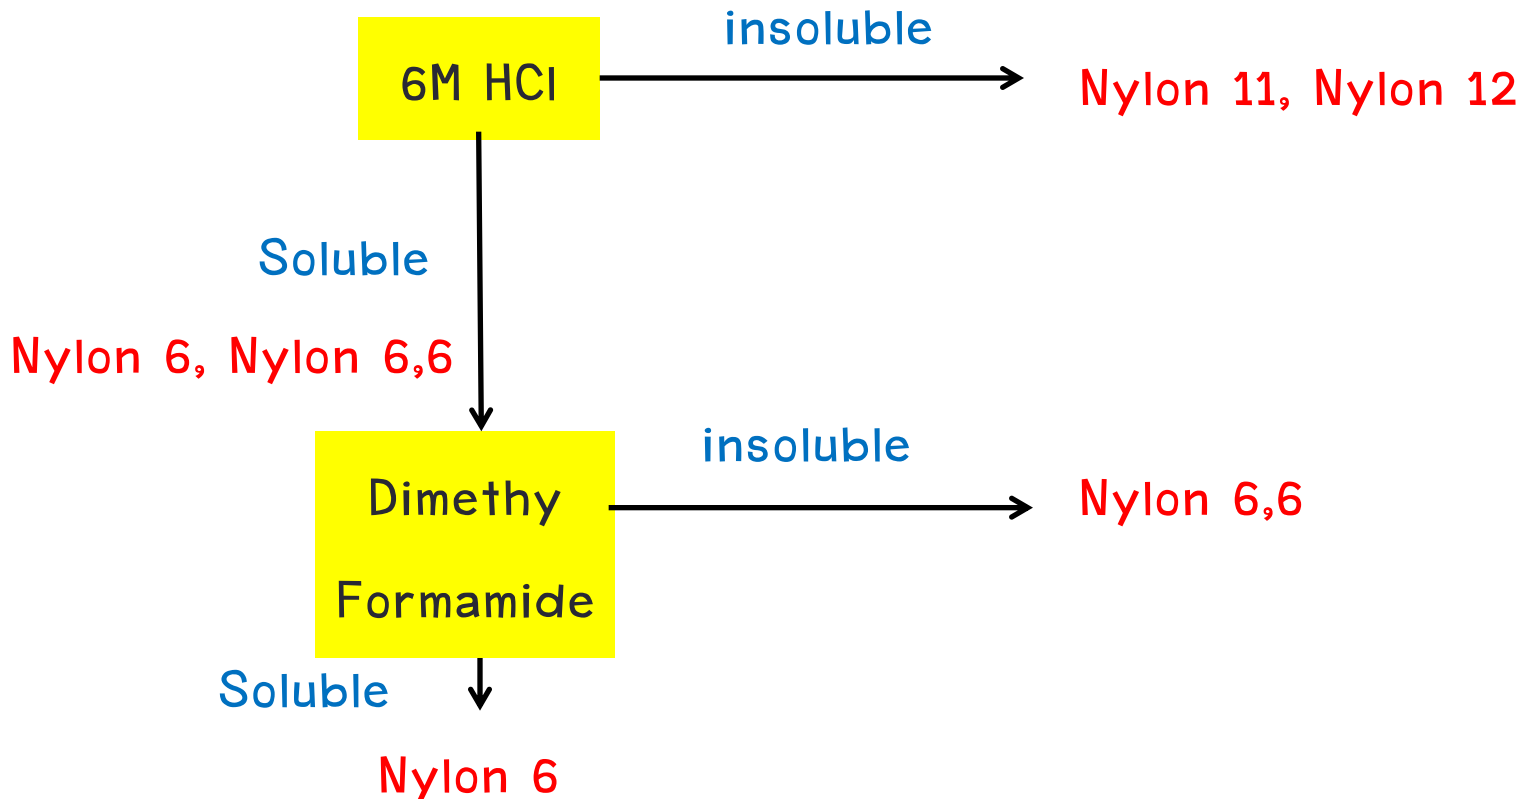 insoluble
6M HCl
Nylon 11, Nylon 12
Soluble
Nylon 6, Nylon 6,6
insoluble
Dimethy
Nylon 6,6
Formamide
Soluble
Nylon 6